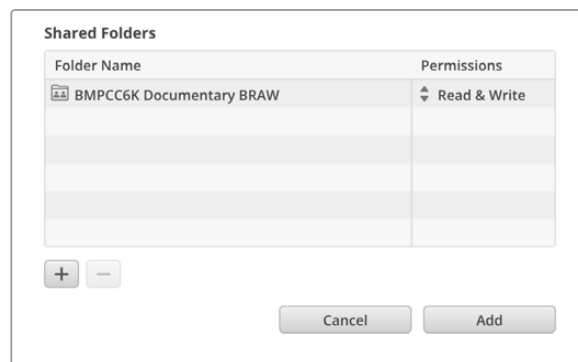 Shared Folders
Folder Name Permissions
BMPCC6K Documentary BRAW Read & Write
Cancel Add